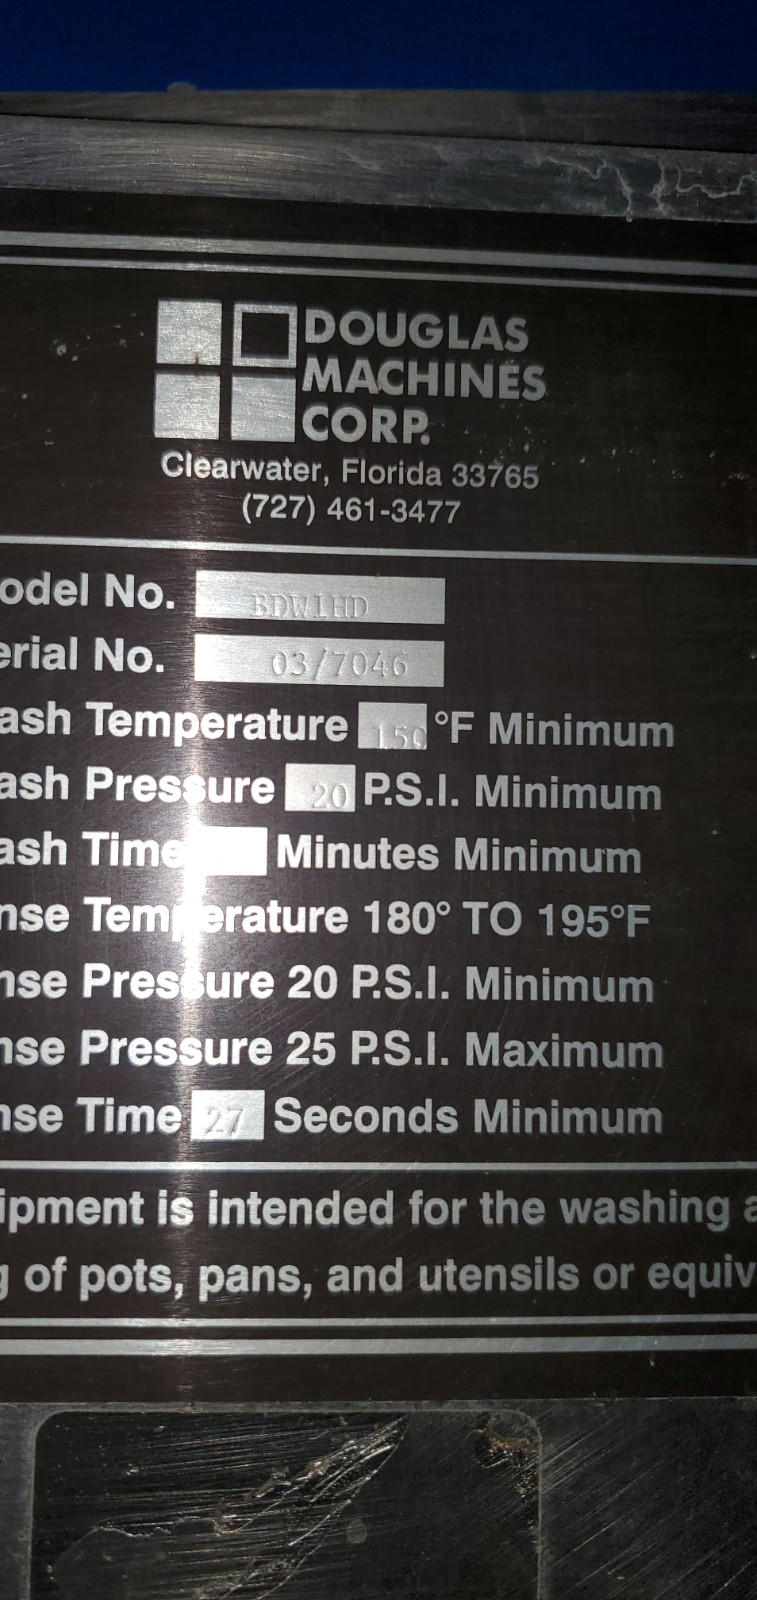 DOUGLAS
MACHINES
CORP.
Clearwater, Florida 33765
(727) 461-3477
odel No. BDW1HD
erial No. 03/7046
ash Temperature 150 °F Minimum
ash Pressure 20 P.S.I. Minimum
ash Time Minutes Minimum
nse Temperature 180° TO 195°F
nse Pressure 20 P.S.I. Minimum
nse Pressure 25 P.S.I. Maximum
nse Time 27 Seconds Minimum
ipment is intended for the washing a
g of pots, pans, and utensils or equiv